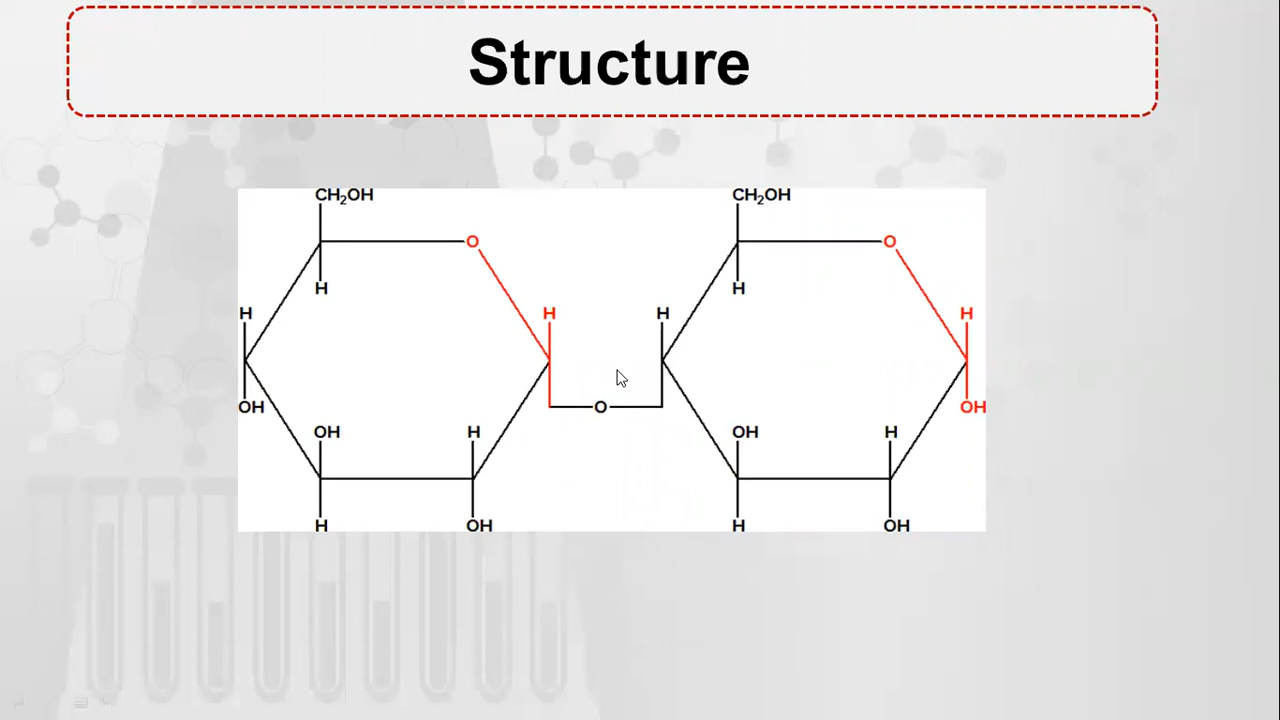 Structure
CH₂OH CH₂OH
O O
H H
H H H H
OH O OH
OH H OH H
H OH H OH